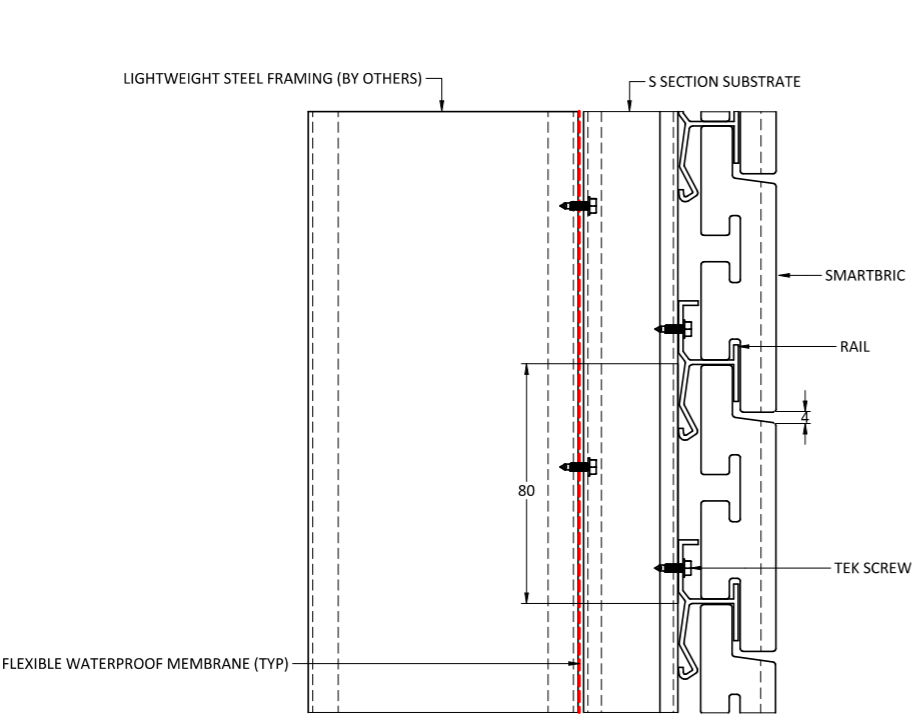 LIGHTWEIGHT STEEL FRAMING (BY OTHERS)
S SECTION SUBSTRATE
SMARTBRIC
RAIL
4
80
TEK SCREW
FLEXIBLE WATERPROOF MEMBRANE (TYP)